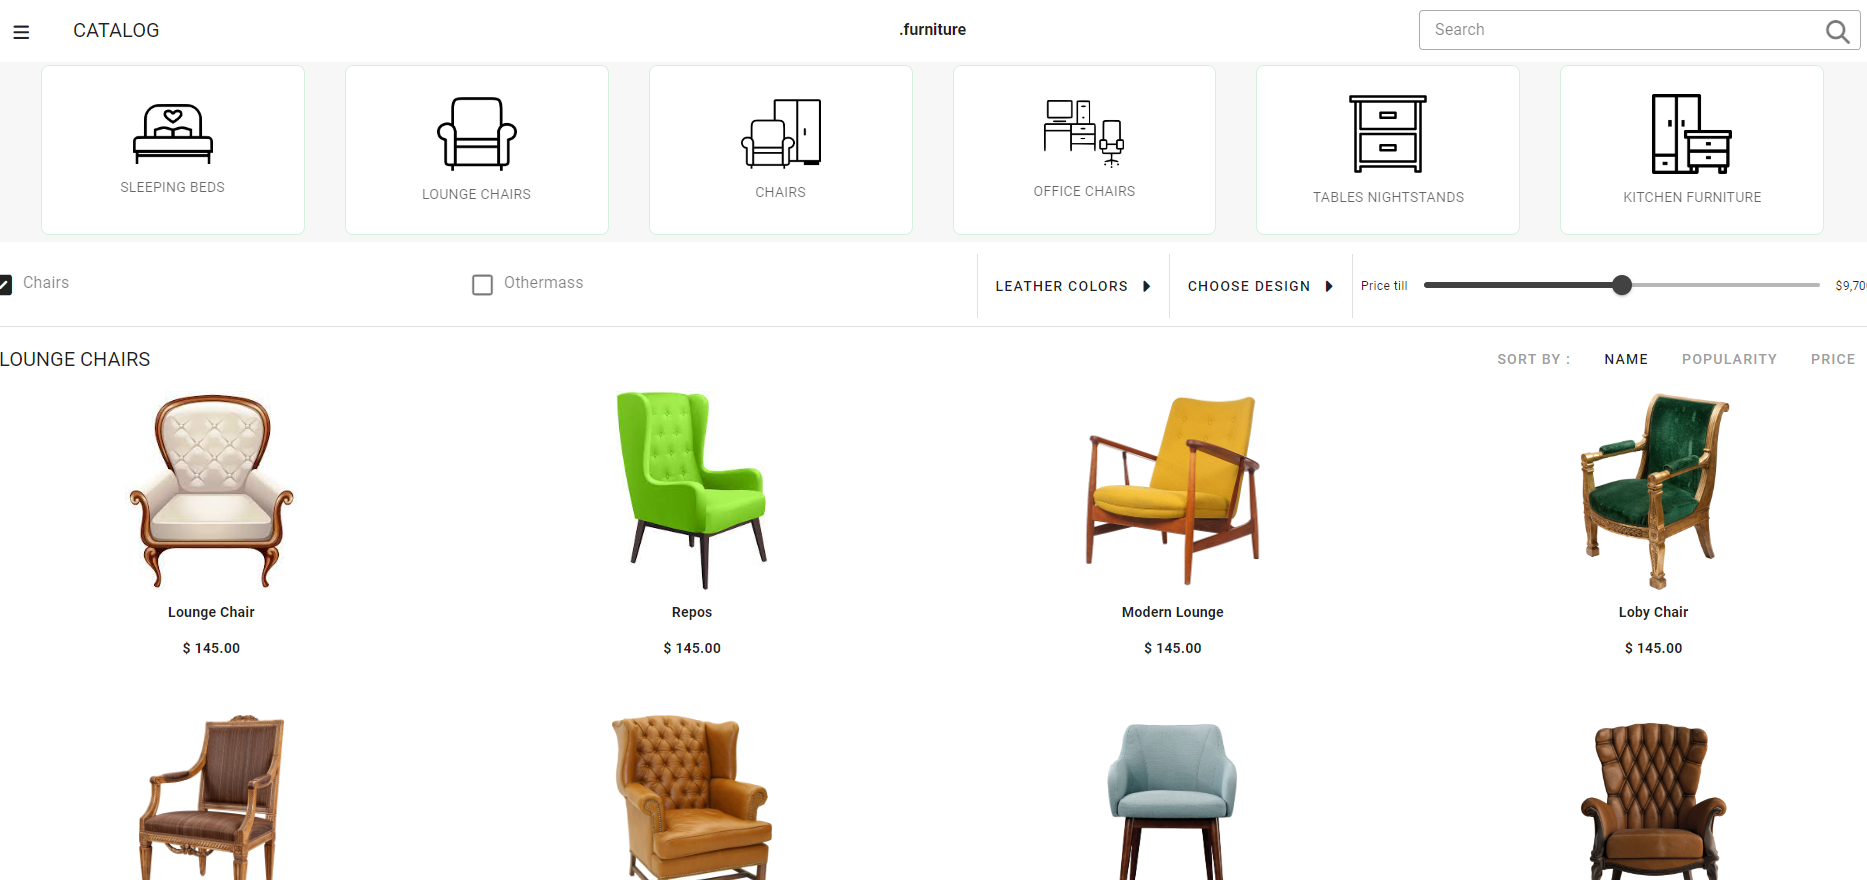 CATALOG
.furniture
Search
SLEEPING BEDS
LOUNGE CHAIRS
CHAIRS
OFFICE CHAIRS
TABLES NIGHTSTANDS
KITCHEN FURNITURE
Chairs
Othermass
LEATHER COLORS
CHOOSE DESIGN
Price till
$9,70
LOUNGE CHAIRS
SORT BY :
NAME
POPULARITY
PRICE
Lounge Chair
Repos
Modern Lounge
Loby Chair
$ 145.00
$ 145.00
$ 145.00
$ 145.00